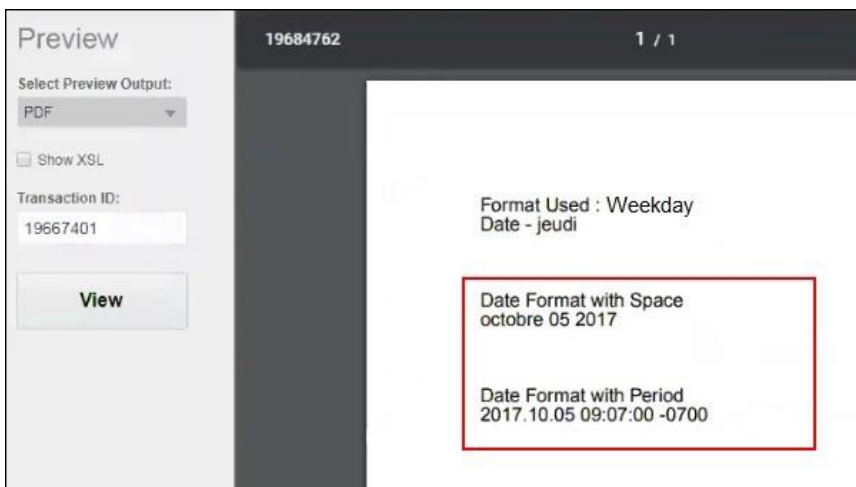 Preview
Select Preview Output:
PDF
Show XSL
Transaction ID:
19667401
View
19684762
1 / 1
Format Used : Weekday
Date - jeudi
Date Format with Space
octobre 05 2017
Date Format with Period
2017.10.05 09:07:00 -0700